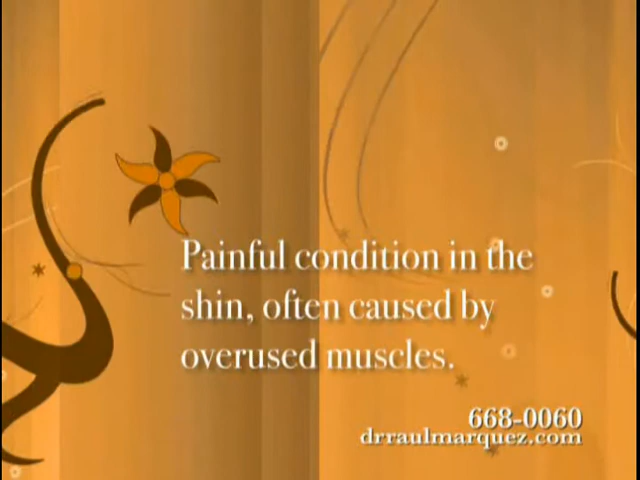 Painful condition in the
shin, often caused by
overused muscles.
668-0060
drraulmarquez.com